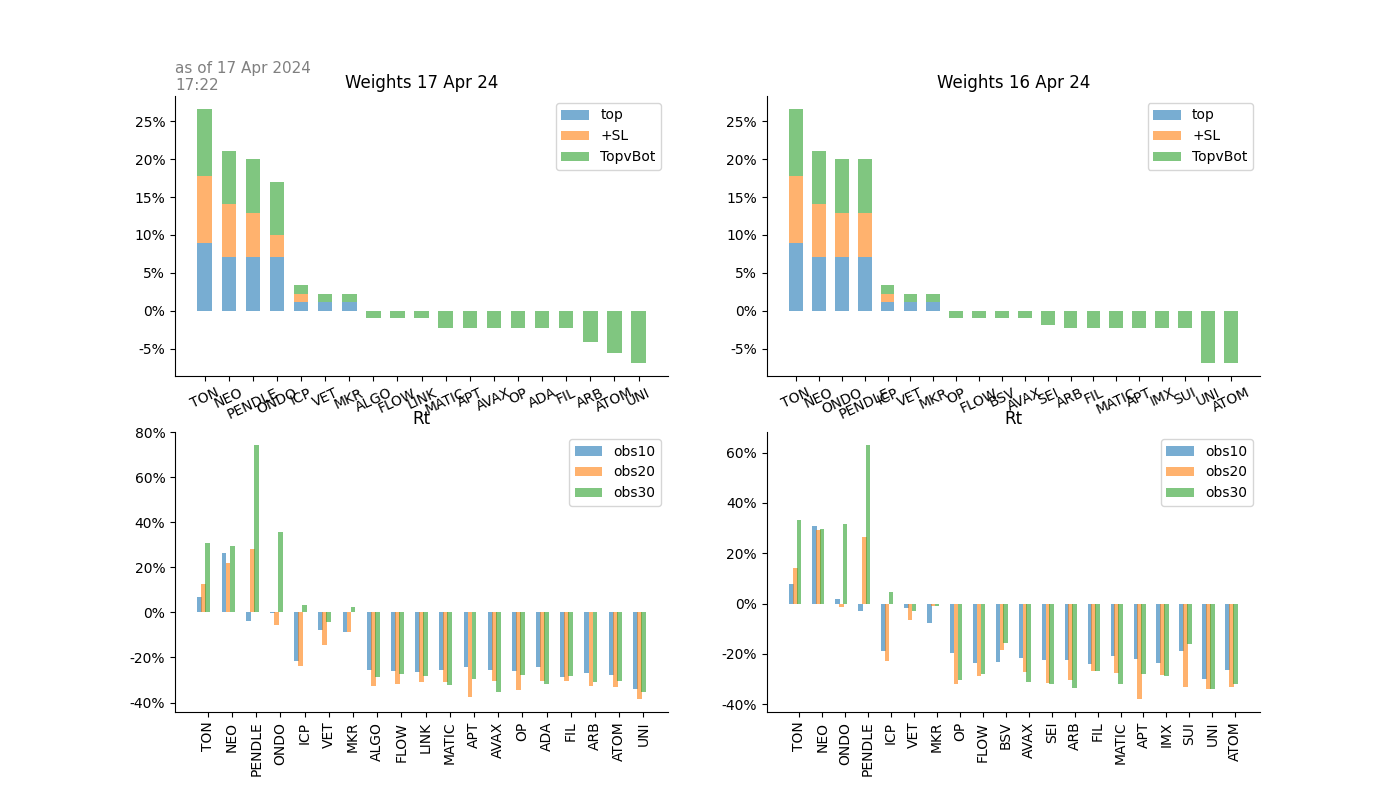 as of 17 Apr 2024
17:22
Weights 17 Apr 24
25%
20%
15%
10%
5%
0%
-5%
top
+SL
TopvBot
TON NEO PENDLE ONDO ICP VET MKR ALGO FLOW LINK MATIC APT AVAX OP ADA FIL ARB ATOM UNI
Weights 16 Apr 24
25%
20%
15%
10%
5%
0%
-5%
top
+SL
TopvBot
TON NEO ONDO PENDLE ICP VET MKR OP FLOW BSV AVAX SEI ARB FIL MATIC APT IMX SUI UNI ATOM
Rt
80%
60%
40%
20%
0%
-20%
-40%
obs10
obs20
obs30
TON NEO PENDLE ONDO ICP VET MKR ALGO FLOW LINK MATIC APT AVAX OP ADA FIL ARB ATOM UNI
Rt
60%
40%
20%
0%
-20%
-40%
obs10
obs20
obs30
TON NEO ONDO PENDLE ICP VET MKR OP FLOW BSV AVAX SEI ARB FIL MATIC APT IMX SUI UNI ATOM